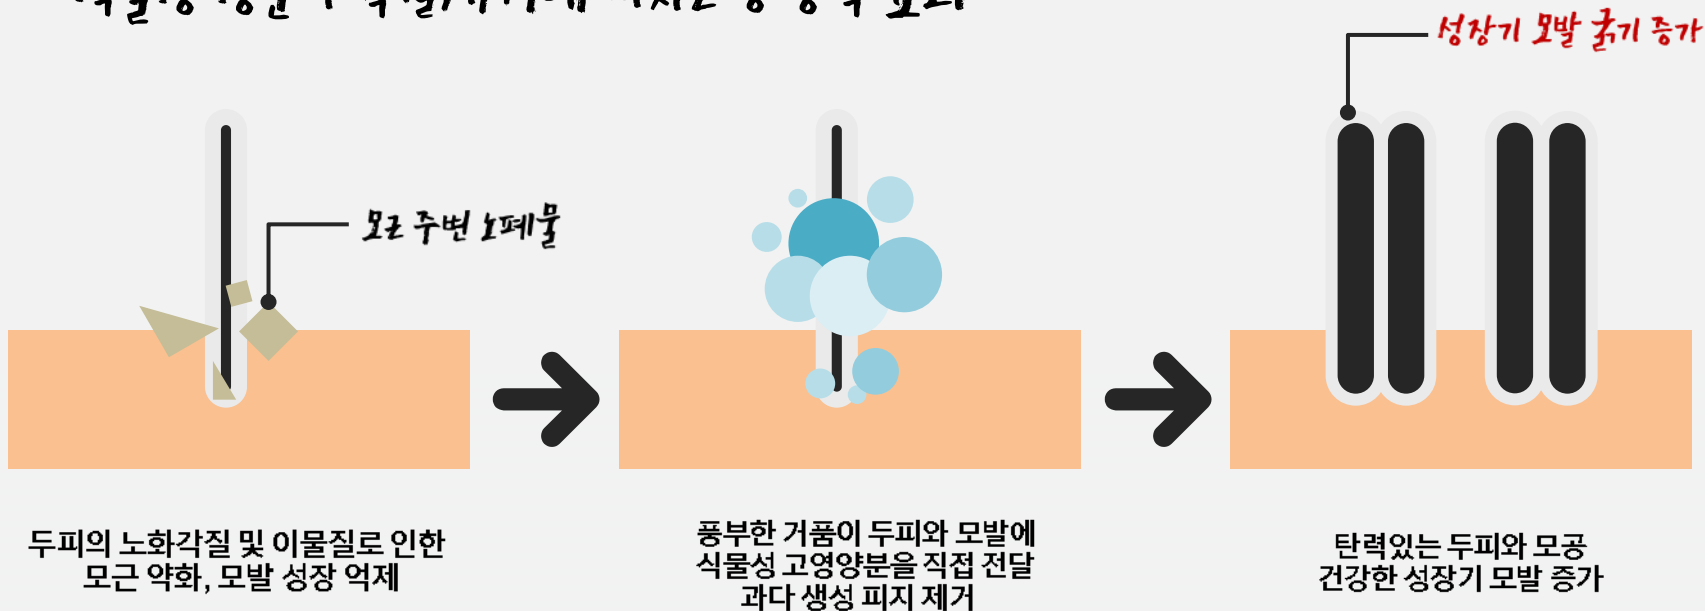 성장기 모발 굵기 증가
모근 주변 노폐물
두피의 노화각질 및 이물질로 인한
모근 약화, 모발 성장 억제
풍부한 거품이 두피와 모발에
식물성 고영양분을 직접 전달
과다 생성 피지 제거
탄력있는 두피와 모공
건강한 성장기 모발 증가